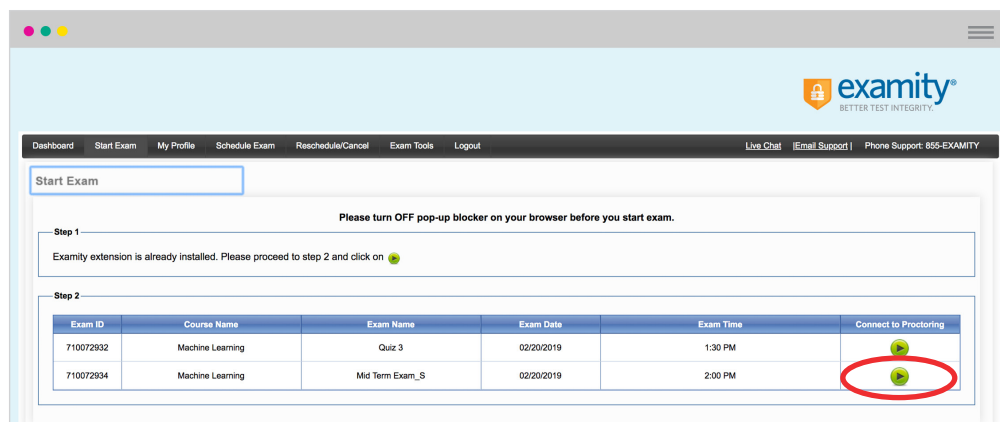 examity®
BETTER TEST INTEGRITY.
Dashboard Start Exam My Profile Schedule Exam Reschedule/Cancel Exam Tools Logout Live Chat |Email Support | Phone Support: 855-EXAMITY
Start Exam
Please turn OFF pop-up blocker on your browser before you start exam.
Step 1
Examity extension is already installed. Please proceed to step 2 and click on
Step 2
Exam ID Course Name Exam Name Exam Date Exam Time Connect to Proctoring
710072932 Machine Learning Quiz 3 02/20/2019 1:30 PM
710072934 Machine Learning Mid Term Exam_S 02/20/2019 2:00 PM